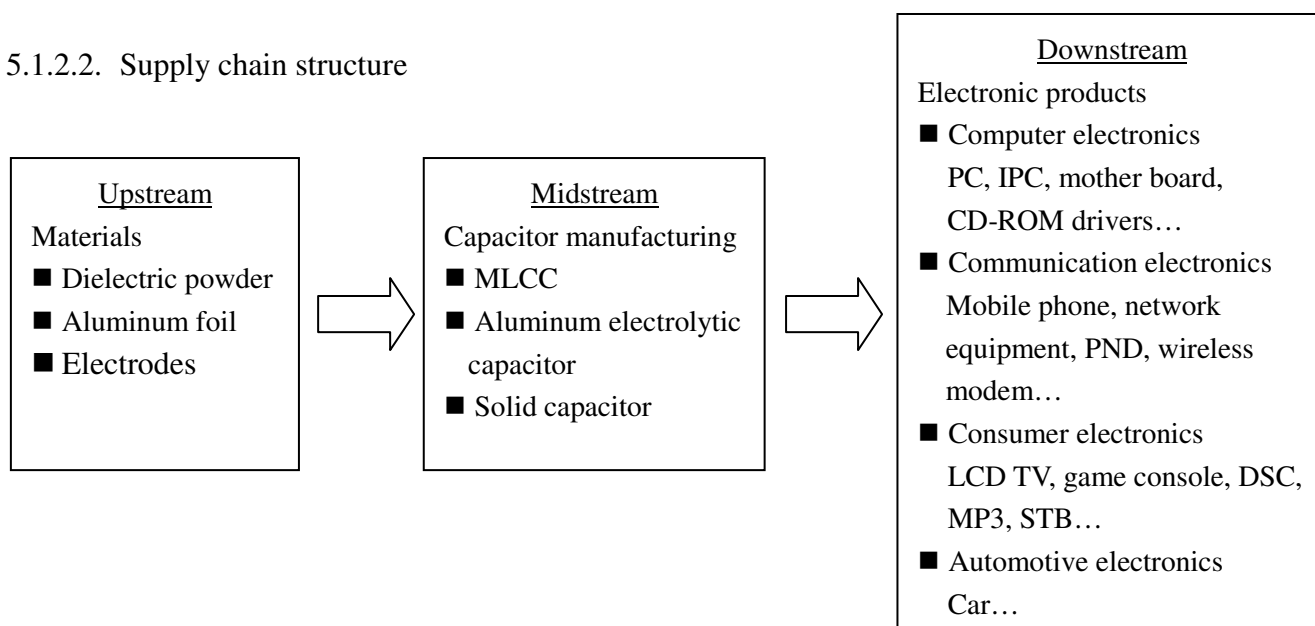 5.1.2.2. Supply chain structure
Upstream
Materials
■ Dielectric powder
■ Aluminum foil
■ Electrodes
Midstream
Capacitor manufacturing
■ MLCC
■ Aluminum electrolytic
capacitor
■ Solid capacitor
Downstream
Electronic products
■ Computer electronics
PC, IPC, mother board,
CD-ROM drivers…
■ Communication electronics
Mobile phone, network
equipment, PND, wireless
modem…
■ Consumer electronics
LCD TV, game console, DSC,
MP3, STB…
■ Automotive electronics
Car…